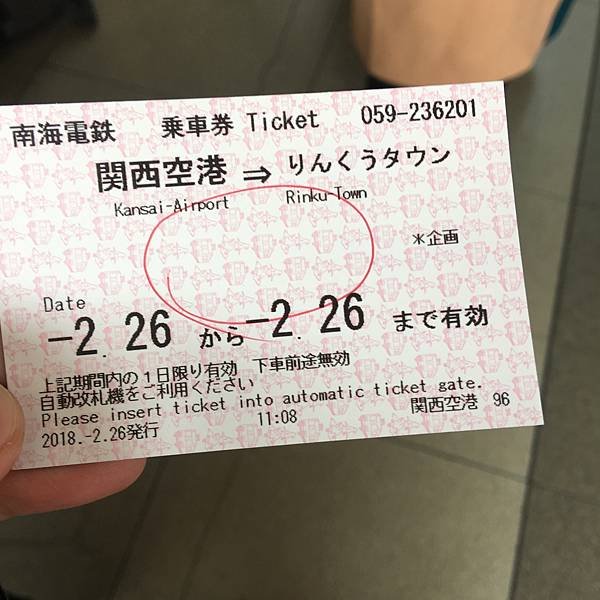 南海電鉄 乗車券 Ticket 059-236201
関西空港 ⇒ りんくうタウン
Kansai-Airport Rinku-Town
*企画
Date
-2.26 から -2.26 まで有効
上記期間内の1日限り有効 下車前途無効
自動改札機をご利用ください
Please insert ticket into automatic ticket gate.
2018.-2.26発行 11:08 関西空港 96